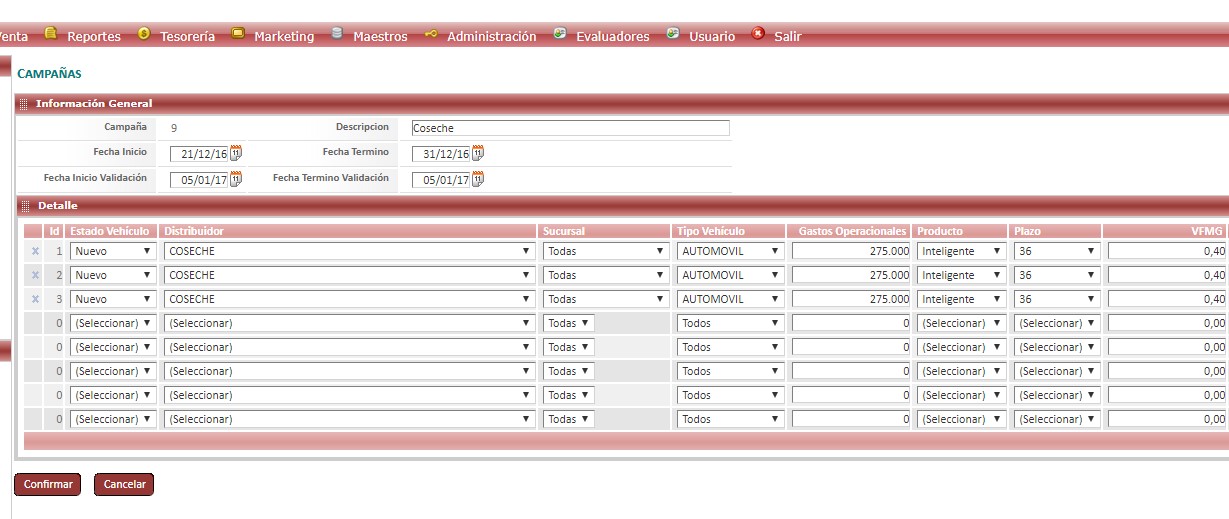 enta Reportes Tesorería Marketing Maestros Administración Evaluadores Usuario Salir
CAMPAÑAS
Información General
Campaña 9 Descripcion Coseche
Fecha Inicio 21/12/16 Fecha Termino 31/12/16
Fecha Inicio Validación 05/01/17 Fecha Termino Validación 05/01/17
Detalle
Id Estado Vehículo Distribuidor Sucursal Tipo Vehículo Gastos Operacionales Producto Plazo VFMG
x 1 Nuevo COSECHE Todas AUTOMOVIL 275.000 Inteligente 36 0,40
x 2 Nuevo COSECHE Todas AUTOMOVIL 275.000 Inteligente 36 0,40
x 3 Nuevo COSECHE Todas AUTOMOVIL 275.000 Inteligente 36 0,40
0 (Seleccionar) (Seleccionar) Todas Todos 0 (Seleccionar) (Seleccionar) 0,00
0 (Seleccionar) (Seleccionar) Todas Todos 0 (Seleccionar) (Seleccionar) 0,00
0 (Seleccionar) (Seleccionar) Todas Todos 0 (Seleccionar) (Seleccionar) 0,00
0 (Seleccionar) (Seleccionar) Todas Todos 0 (Seleccionar) (Seleccionar) 0,00
0 (Seleccionar) (Seleccionar) Todas Todos 0 (Seleccionar) (Seleccionar) 0,00
Confirmar Cancelar